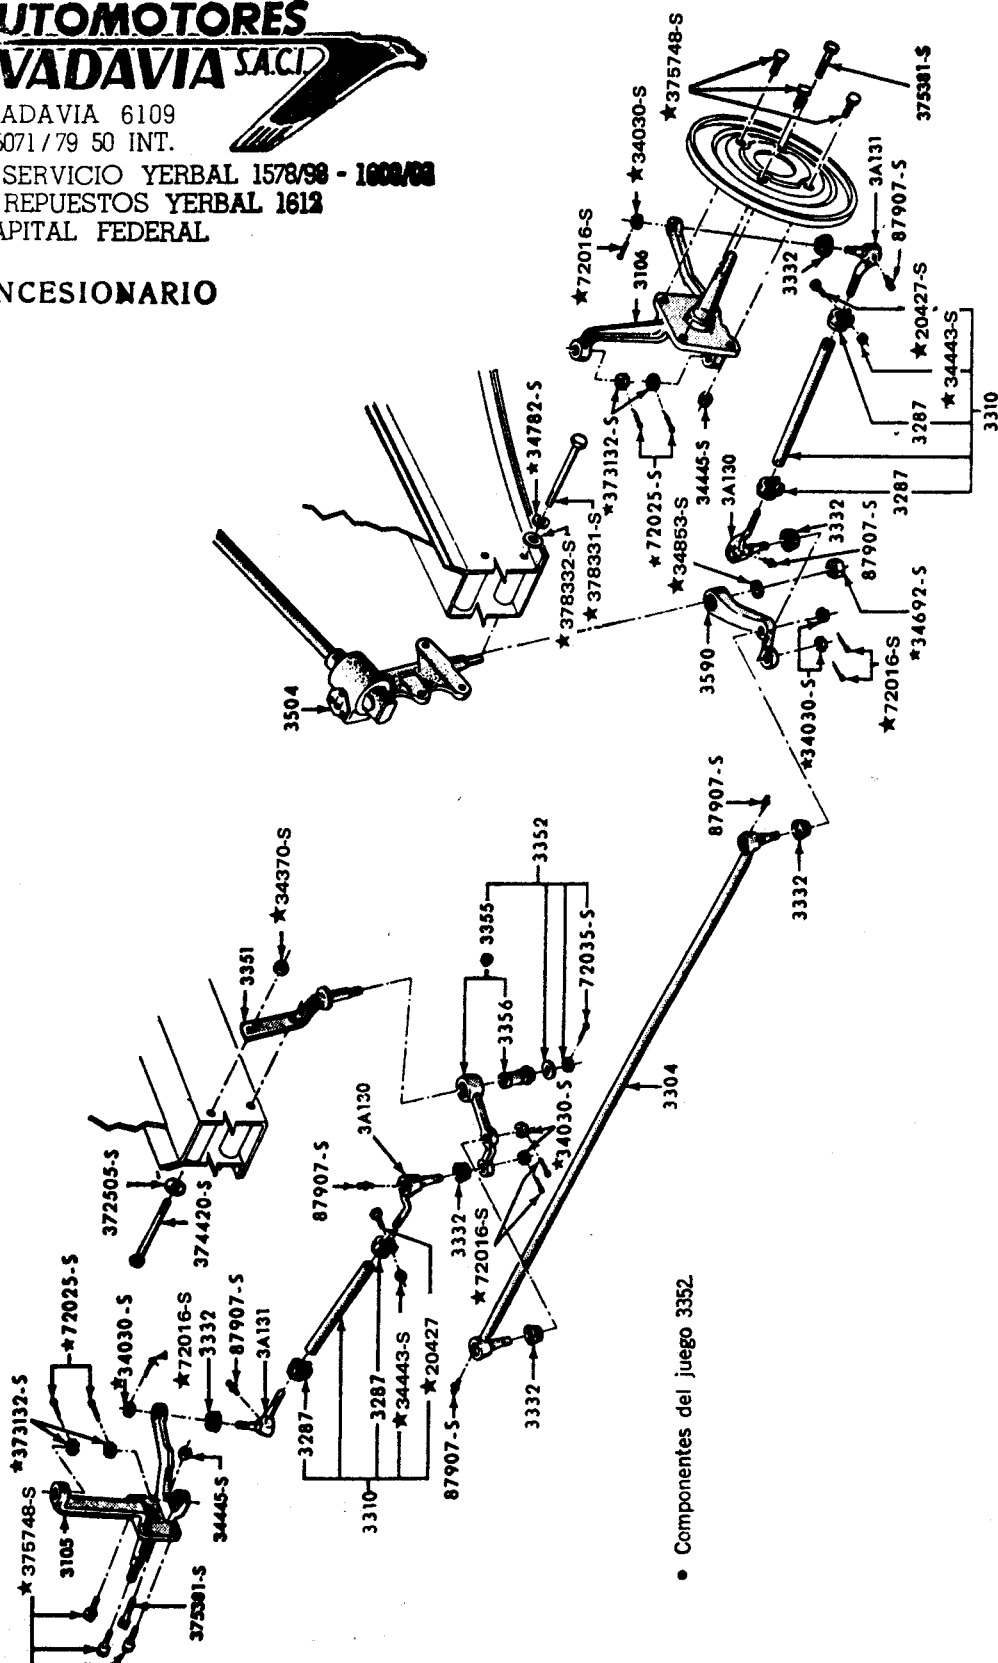 UTOMOTORES
VADAVIA S.A.C.I.
ADAVIA 6109
5071/79 50 INT.
SERVICIO YERBAL 1578/98 -
REPUESTOS YERBAL 1612
APITAL FEDERAL
NCESIONARIO
★375748-S
375381-S
★34030-S
3A131
87907-S
★72016-S
3106
3332
★20427-S
★34443-S
3310
3287
3287
★34782-S
★373132-S
★72025-S
34445-S
3A130
★34853-S
3332
87907-S
★34692-S
★378331-S
★378332-S
3504
3590
★34030-S
★72016-S
87907-S
3332
3352
★34370-S
3351
● 3355
3356
72035-S
★34030-S
3304
3A130
87907-S
3332
★72016-S
372505-S
374420-S
★72025-S
★34030-S
★72016-S
3332
87907-S
3A131
3287
3287
★34443-S
★20427
3310
87907-S
3332
★373132-S
★375748-S
3105
34445-S
375381-S
● Componentes del juego 3352.